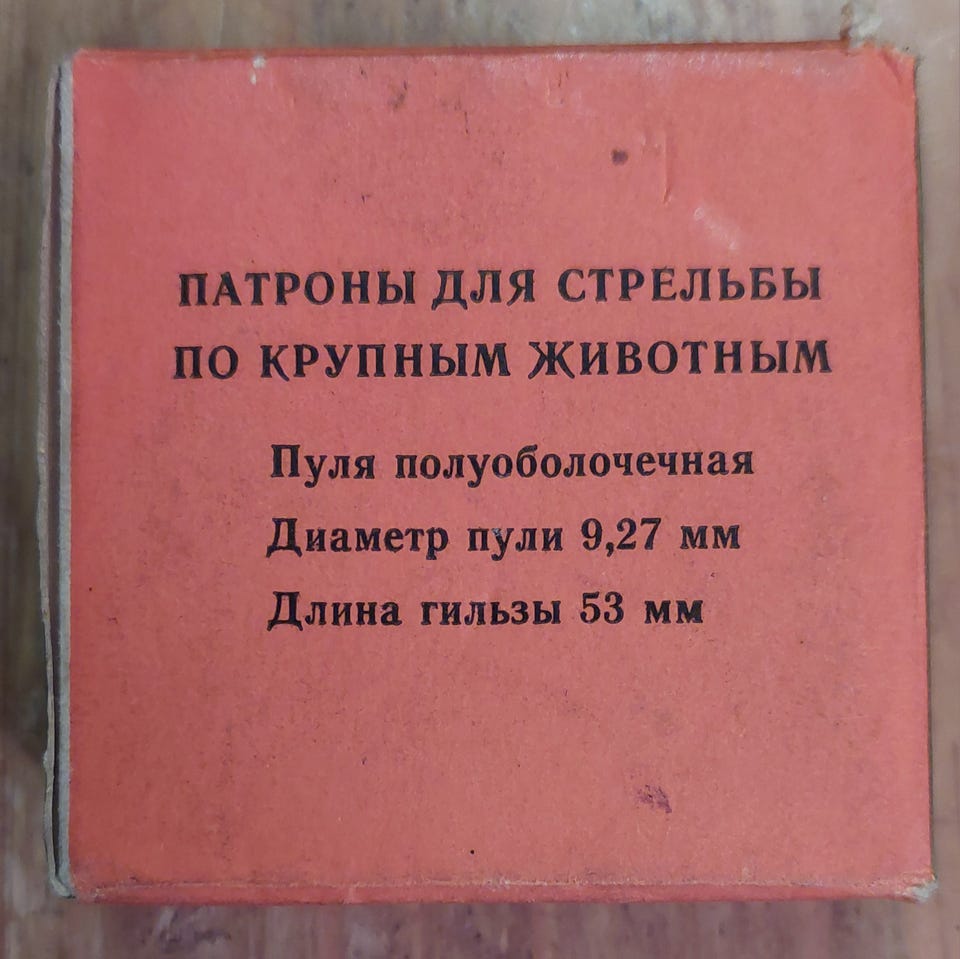 ПАТРОНЫ ДЛЯ СТРЕЛЬБЫ
ПО КРУПНЫМ ЖИВОТНЫМ
Пуля полуоболочечная
Диаметр пули 9,27 мм
Длина гильзы 53 мм